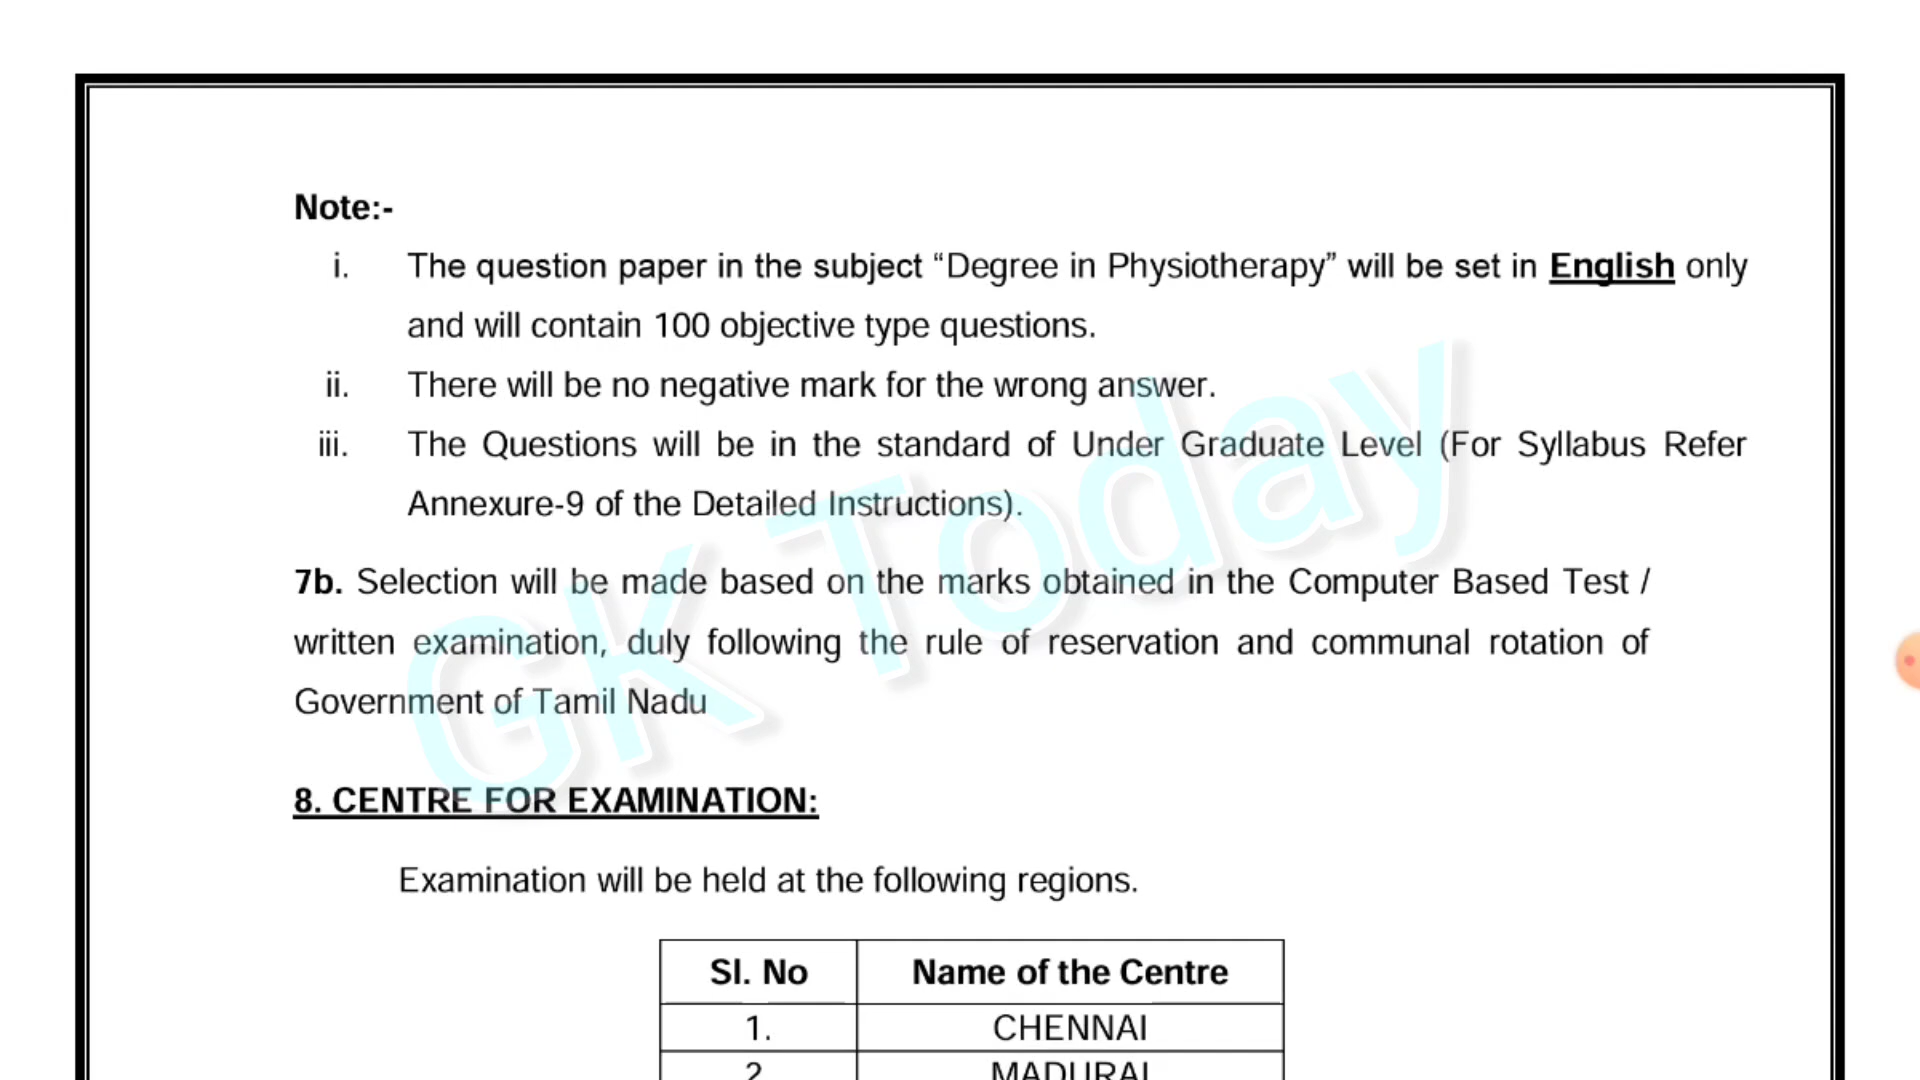 Note:-
i. The question paper in the subject “Degree in Physiotherapy” will be set in English only
and will contain 100 objective type questions.
ii. There will be no negative mark for the wrong answer.
iii. The Questions will be in the standard of Under Graduate Level (For Syllabus Refer
Annexure-9 of the Detailed Instructions).
7b. Selection will be made based on the marks obtained in the Computer Based Test /
written examination, duly following the rule of reservation and communal rotation of
Government of Tamil Nadu
GK Today
8. CENTRE FOR EXAMINATION:
Examination will be held at the following regions.
Sl. No Name of the Centre
1. CHENNAI
2 MADURAI